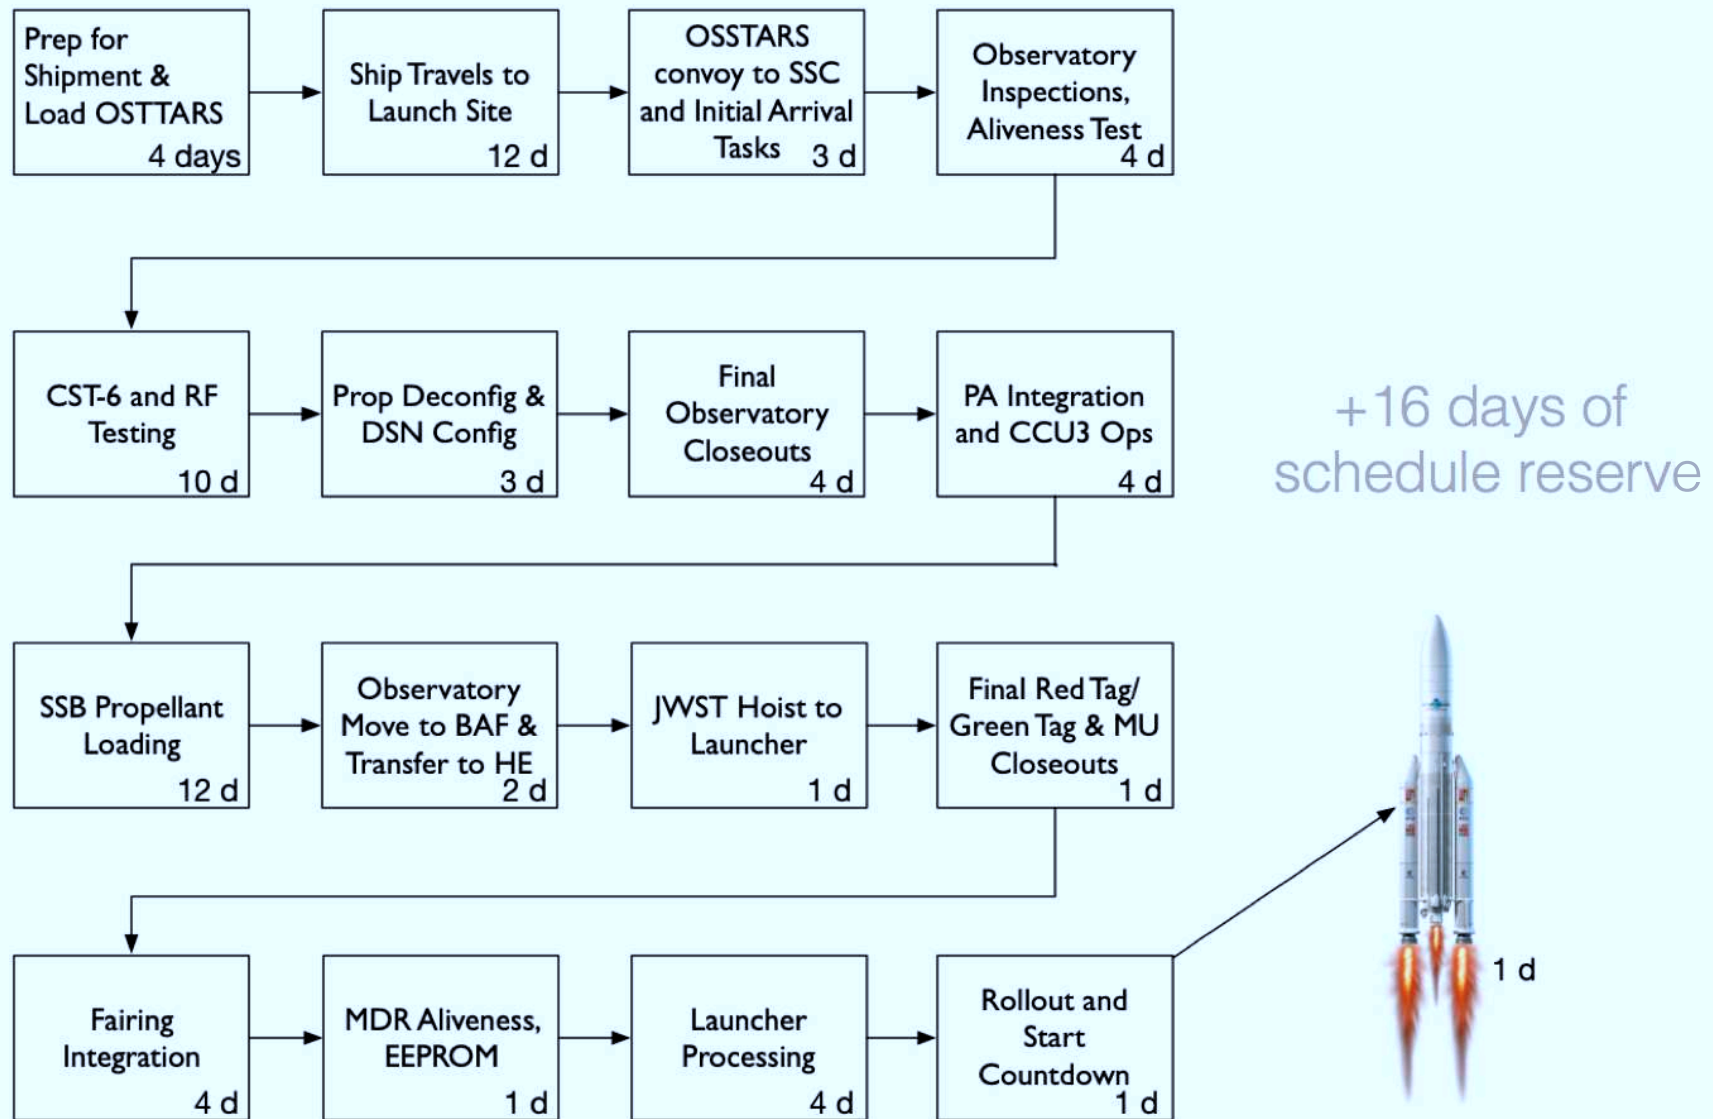 Prep for
Shipment &
Load OSTTARS
4 days
Ship Travels to
Launch Site
12 d
OSSTARS
convoy to SSC
and Initial Arrival
Tasks
3 d
Observatory
Inspections,
Aliveness Test
4 d
CST-6 and RF
Testing
10 d
Prop Deconfig &
DSN Config
3 d
Final
Observatory
Closeouts
4 d
PA Integration
and CCU3 Ops
4 d
+16 days of
schedule reserve
SSB Propellant
Loading
12 d
Observatory
Move to BAF &
Transfer to HE
2 d
JWST Hoist to
Launcher
1 d
Final Red Tag/
Green Tag & MU
Closeouts
1 d
Fairing
Integration
4 d
MDR Aliveness,
EEPROM
1 d
Launcher
Processing
4 d
Rollout and
Start
Countdown
1 d
1 d